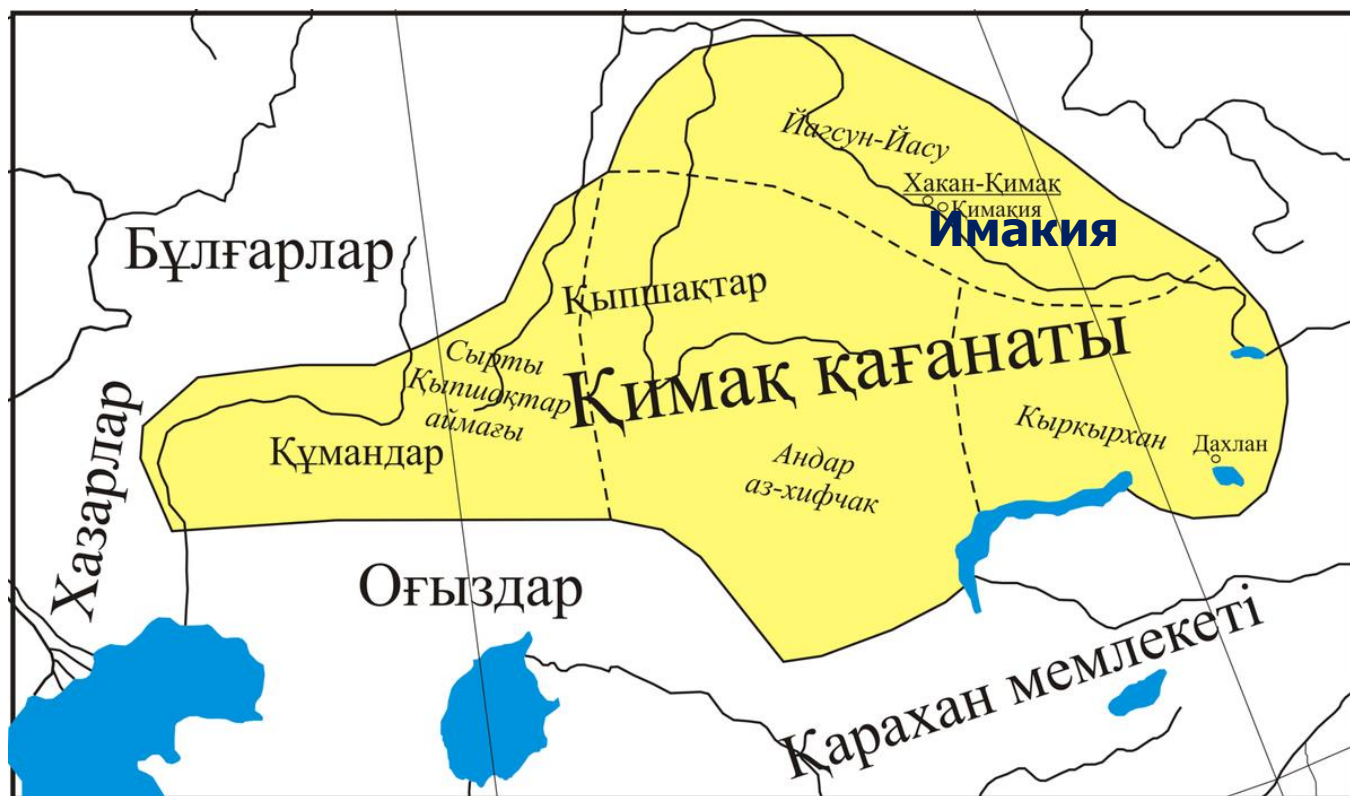 Йагсун-Йасу
Хакан-Қимақ
Қимакия
Имакия
Бұлғарлар
Қыпшақтар
Сырты
Қыпшақтар
аймағы
Қимақ қағанаты
Хазарлар
Құмандар
Андар
аз-хифчак
Кыркырхан
Дахлан
Оғыздар
Қарахан мемлекеті